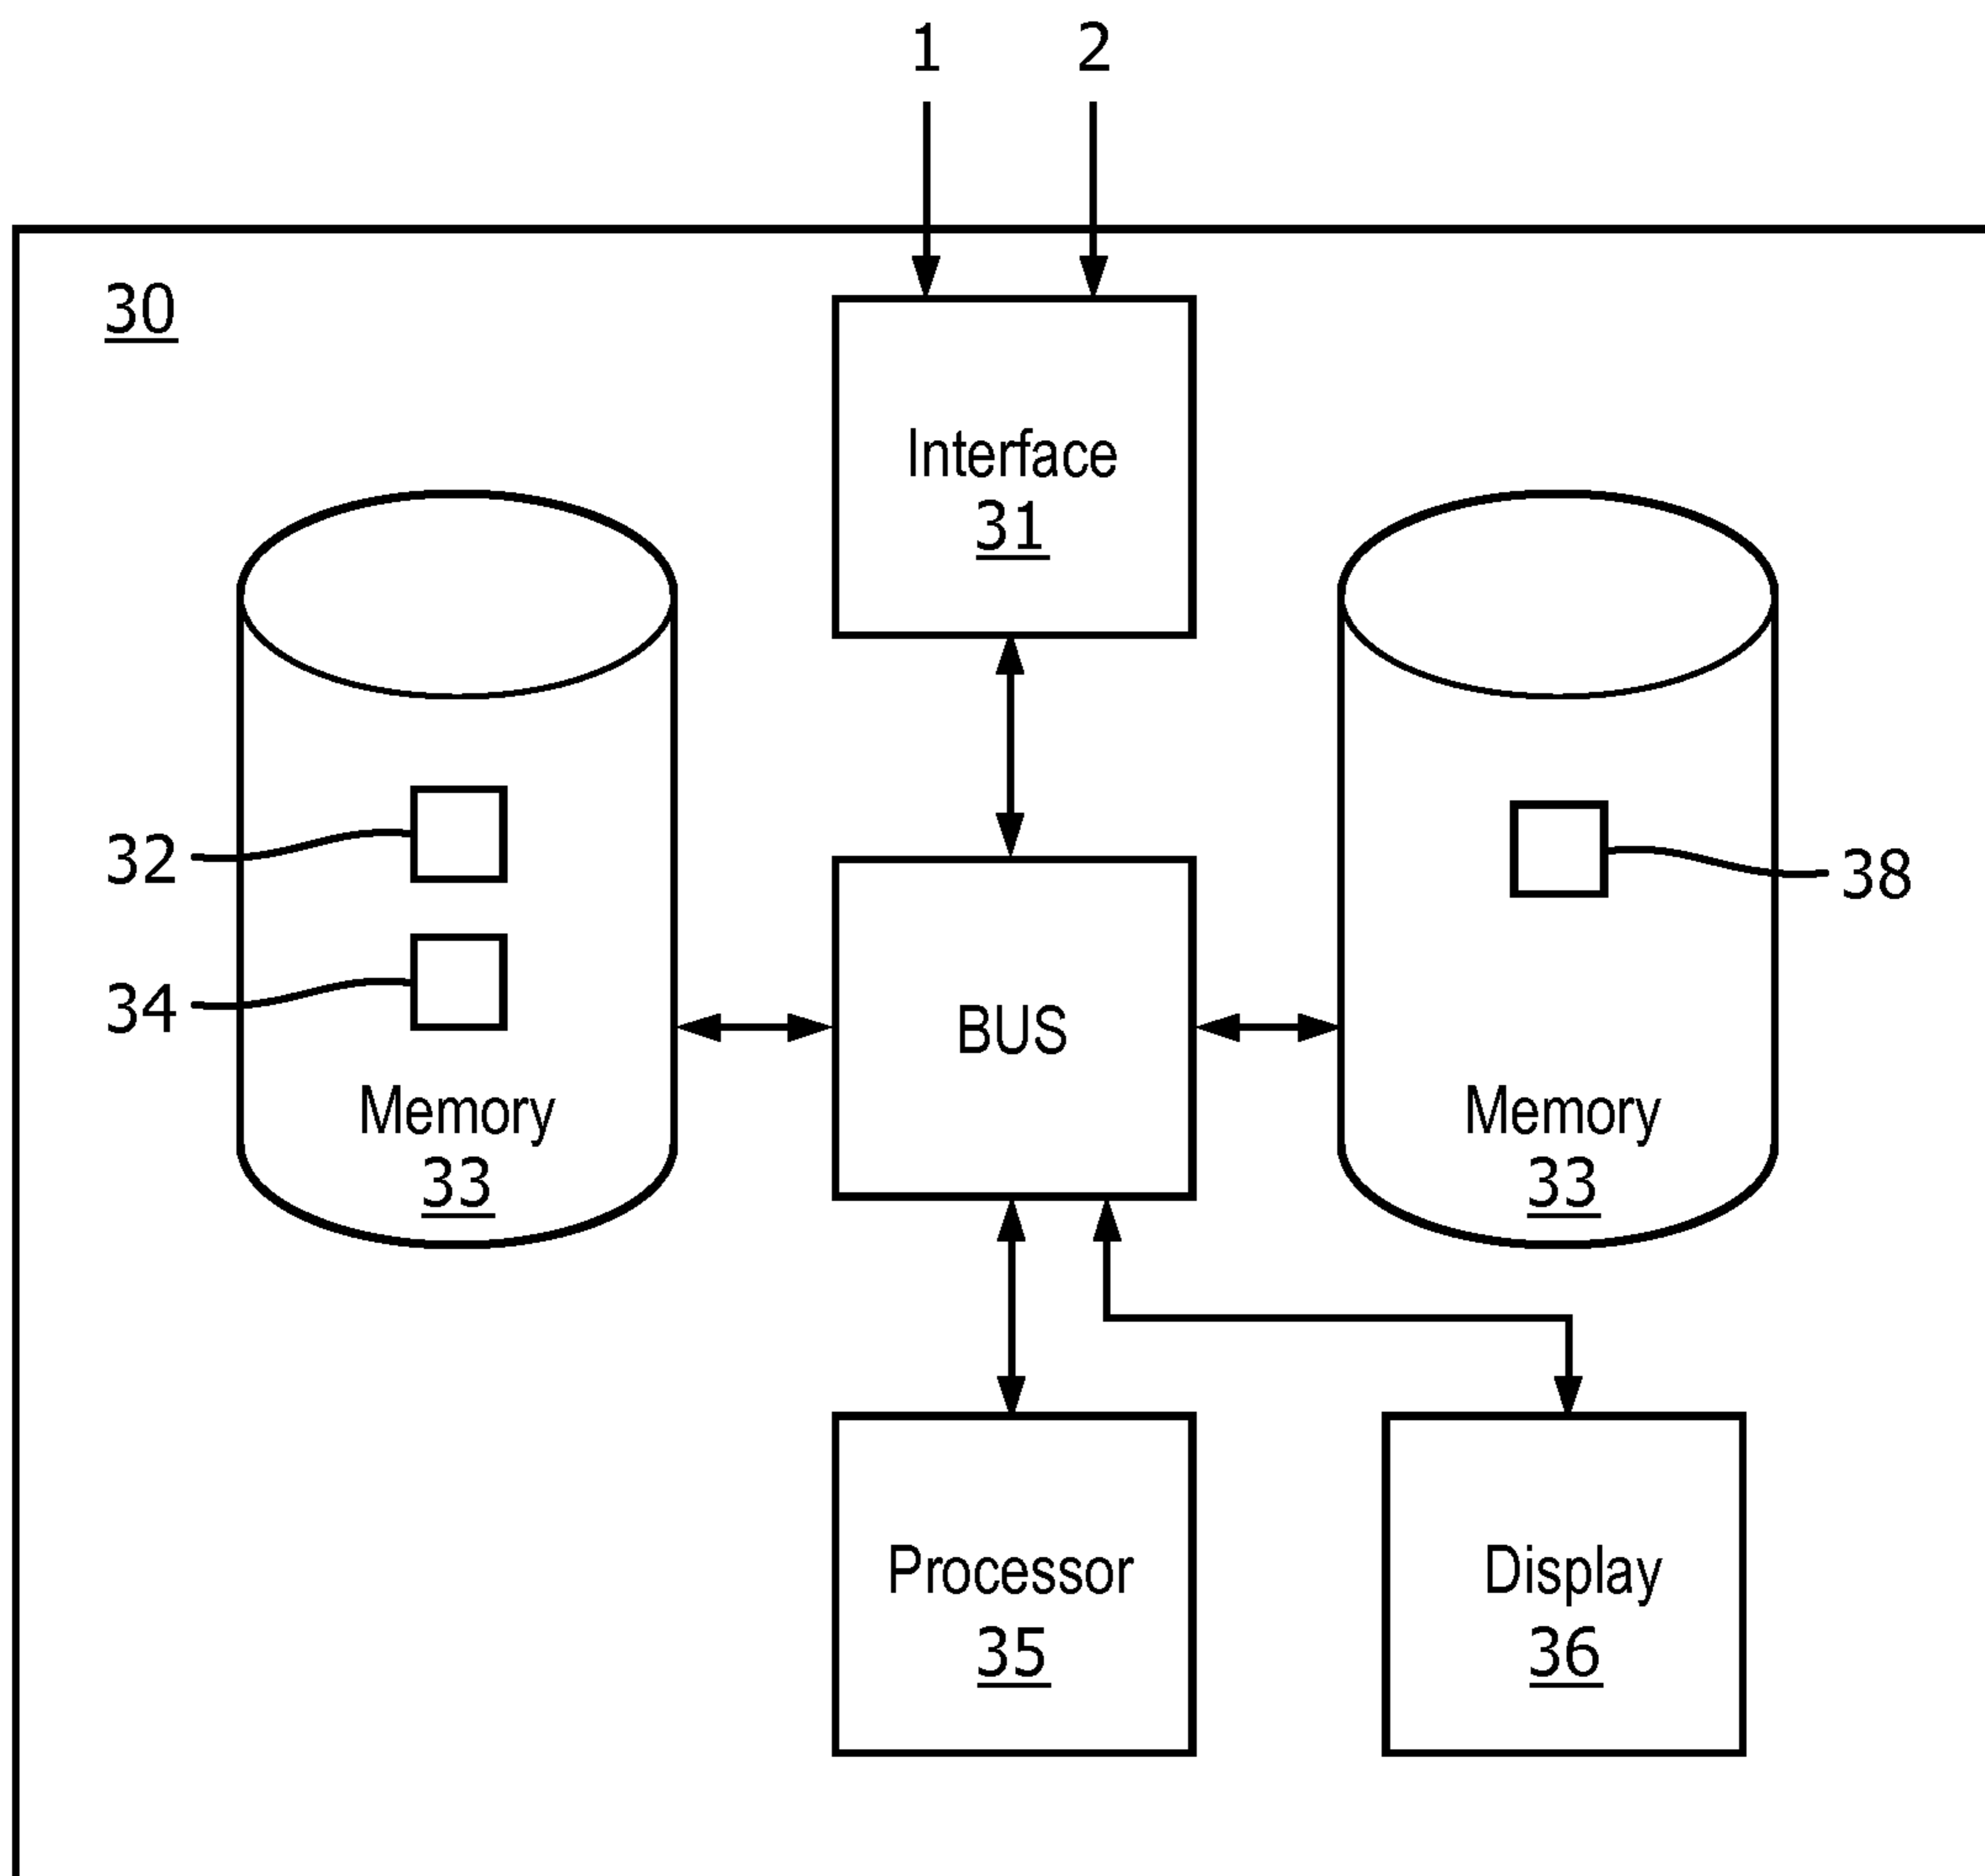 1 2
30
Interface
31
32
38
34
BUS
Memory
33
Memory
33
Processor
35
Display
36